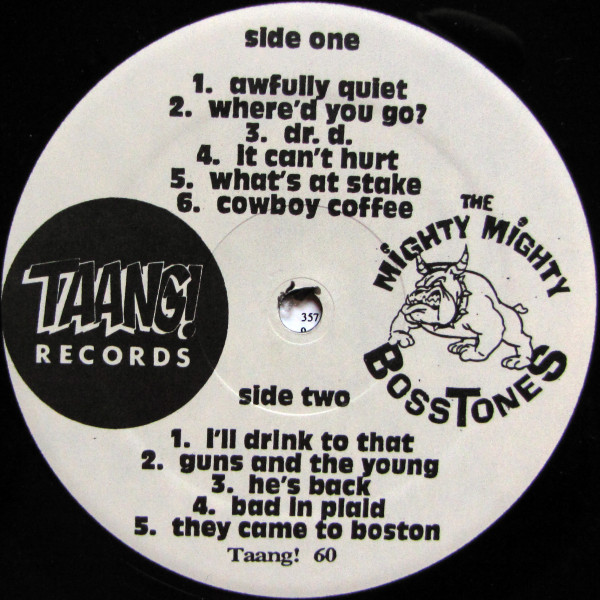 side one
1. awfully quiet
2. where'd you go?
3. dr. d.
4. it can't hurt
5. what's at stake
6. cowboy coffee
TAANG!
RECORDS
THE
MiGHTY MiGHTY
BOSSTONES
357
side two
1. i'll drink to that
2. guns and the young
3. he's back
4. bad in plaid
5. they came to boston
Taang! 60